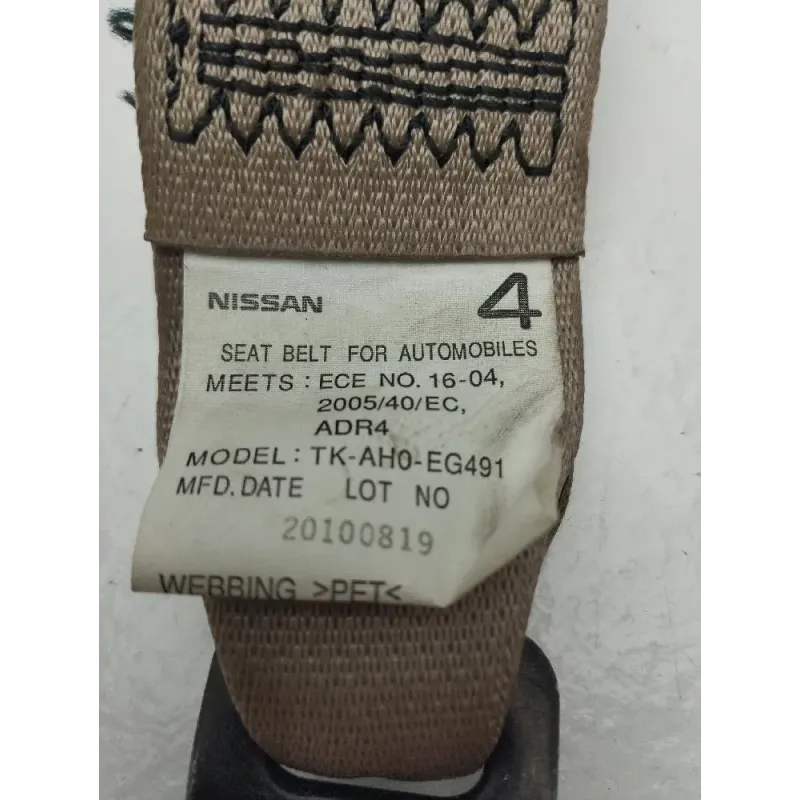 NISSAN 4
SEAT BELT FOR AUTOMOBILES
MEETS : ECE NO. 16-04,
2005/40/EC,
ADR4
MODEL : TK-AH0-EG491
MFD.DATE LOT NO
20100819
WEBBING >PET<